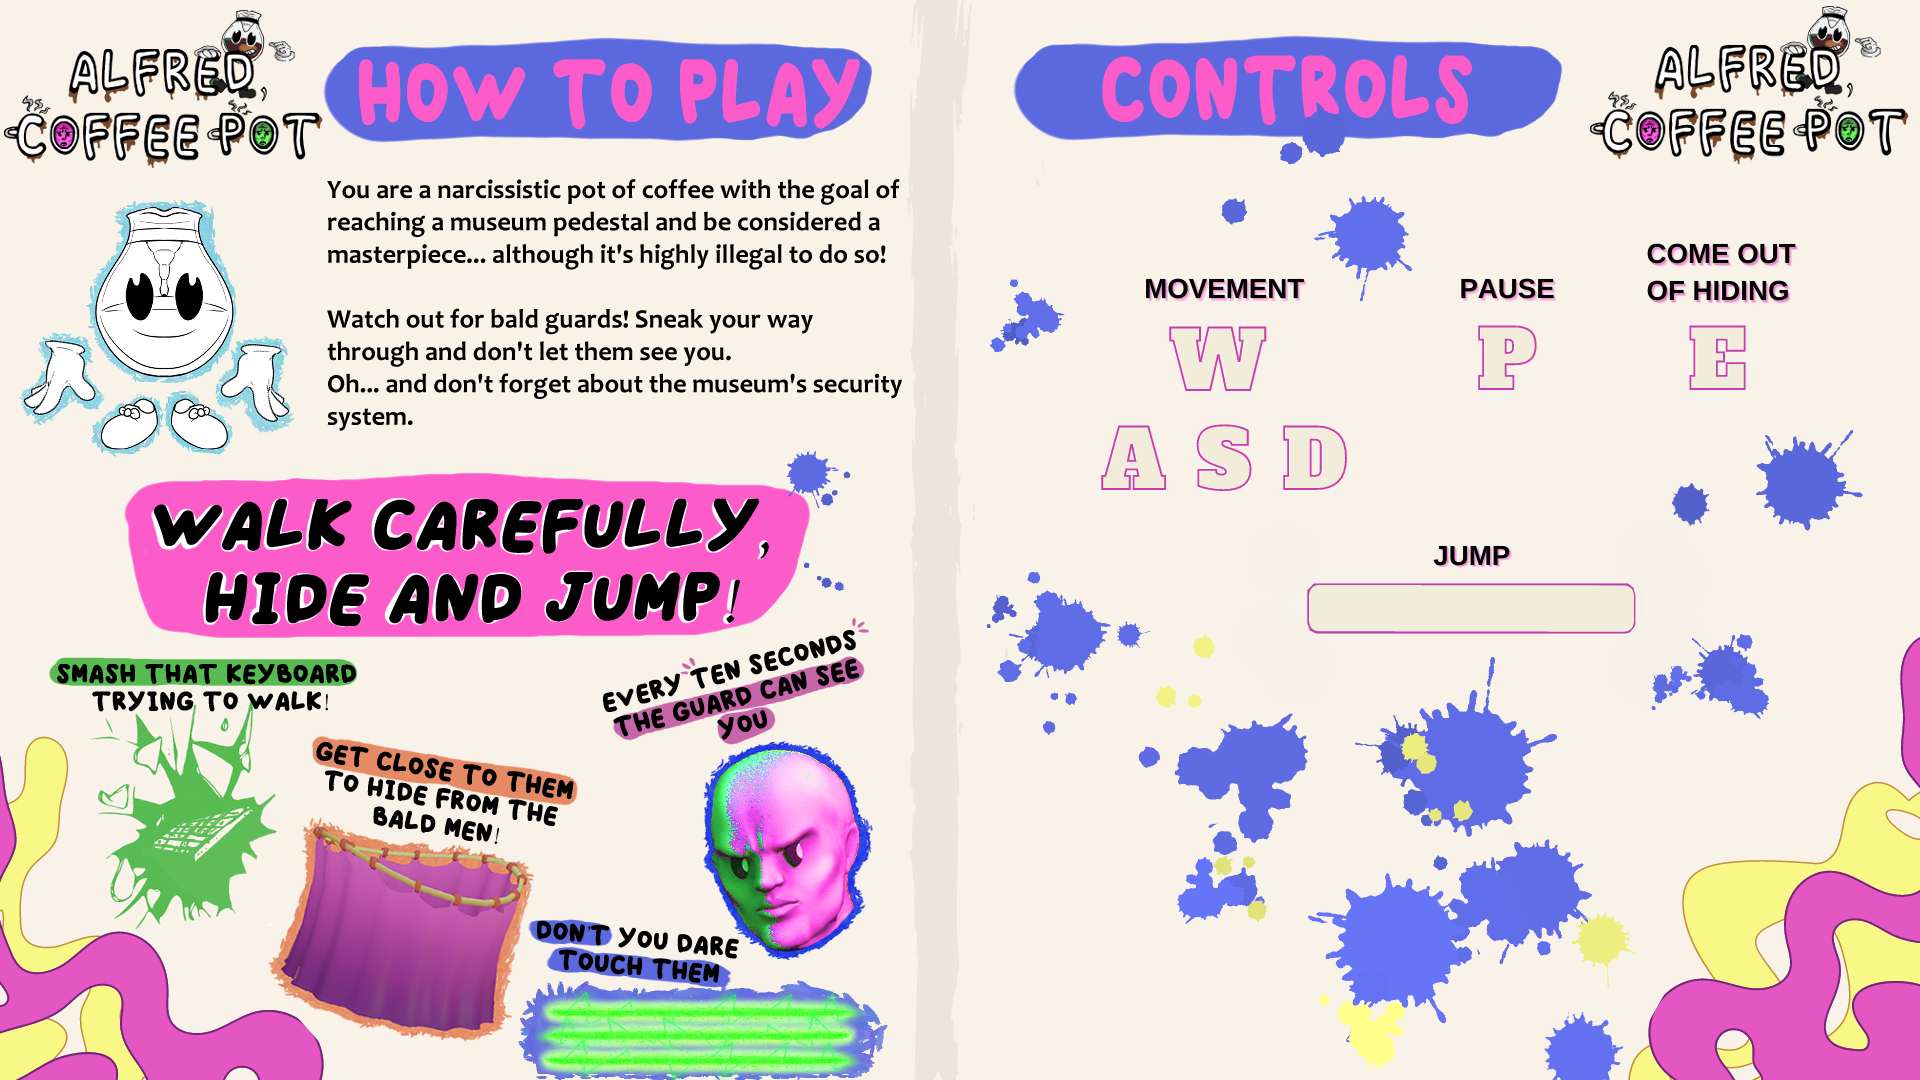 ALFRED,
COFFEE POT
HOW TO PLAY
You are a narcissistic pot of coffee with the goal of
reaching a museum pedestal and be considered a
masterpiece... although it's highly illegal to do so!
Watch out for bald guards! Sneak your way
through and don't let them see you.
Oh... and don't forget about the museum's security
system.
WALK CAREFULLY,
HIDE AND JUMP!
SMASH THAT KEYBOARD
TRYING TO WALK!
EVERY TEN SECONDS
THE GUARD CAN SEE
YOU
GET CLOSE TO THEM
TO HIDE FROM THE
BALD MEN!
DON'T YOU DARE
TOUCH THEM
CONTROLS
ALFRED,
COFFEE POT
MOVEMENT
W
A S D
PAUSE
P
COME OUT
OF HIDING
E
JUMP